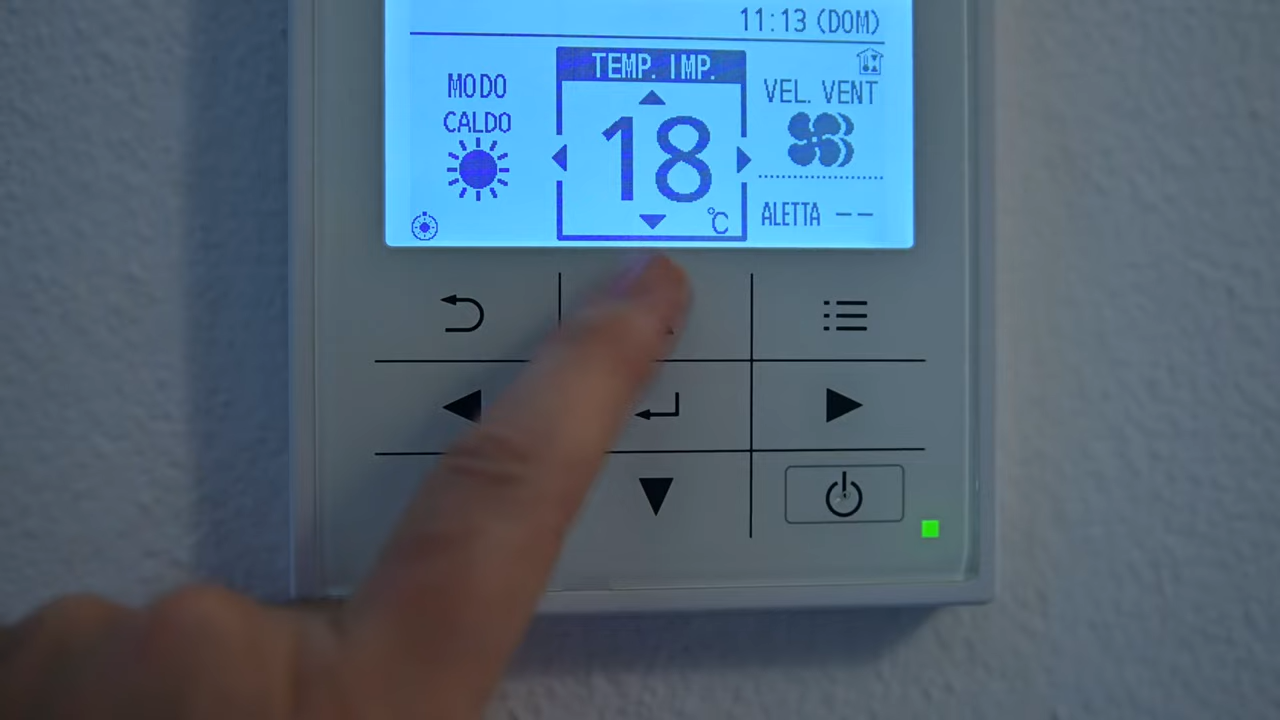 11:13 (DOM)
TEMP. IMP.
MODO
CALDO
18
°C
VEL. VENT
ALETTA --